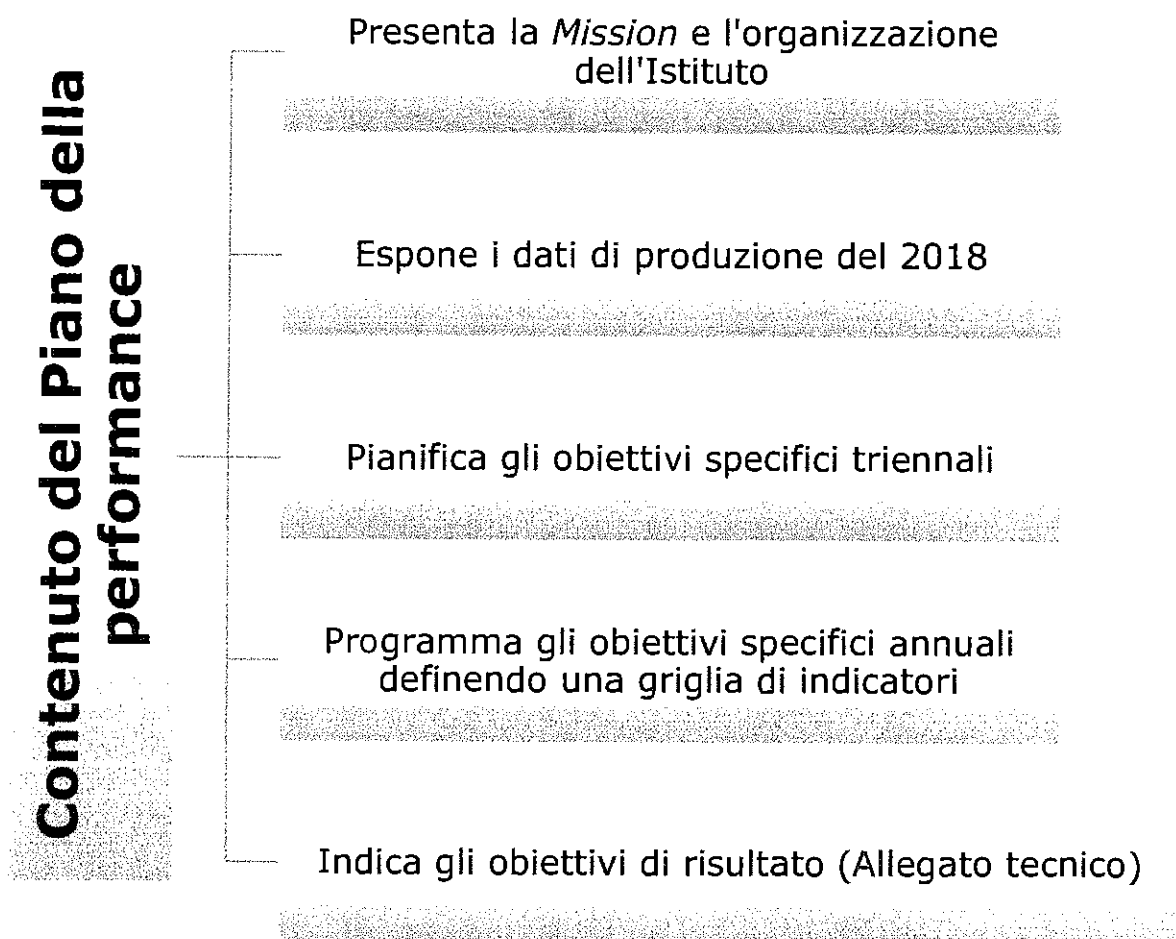 Contenuto del Piano della
performance
Presenta la Mission e l'organizzazione
dell'Istituto
Espone i dati di produzione del 2018
Pianifica gli obiettivi specifici triennali
Programma gli obiettivi specifici annuali
definendo una griglia di indicatori
Indica gli obiettivi di risultato (Allegato tecnico)